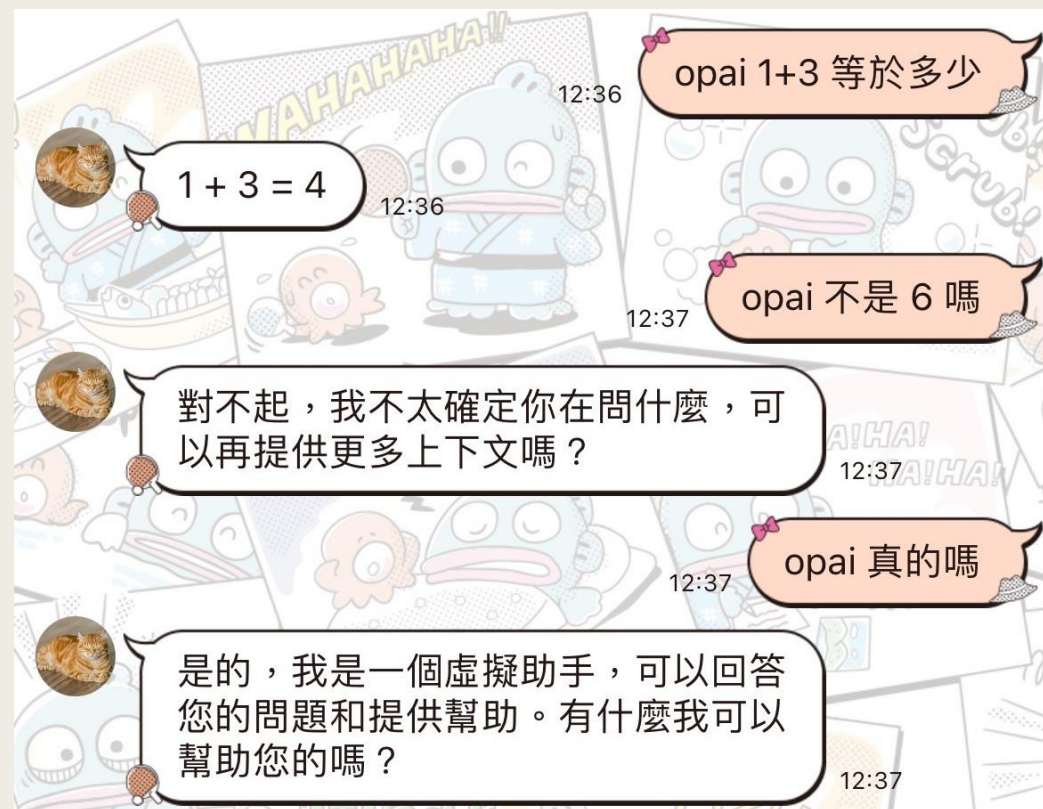 WAHAHAHA!!
opai 1+3 等於多少
12:36
1 + 3 = 4
12:36
Scrub!
opai 不是 6 嗎
12:37
對不起，我不太確定你在問什麼，可
以再提供更多上下文嗎？
12:37
HA!HA!
opai 真的嗎
12:37
是的，我是一個虛擬助手，可以回答
您的問題和提供幫助。有什麼我可以
幫助您的嗎？
12:37